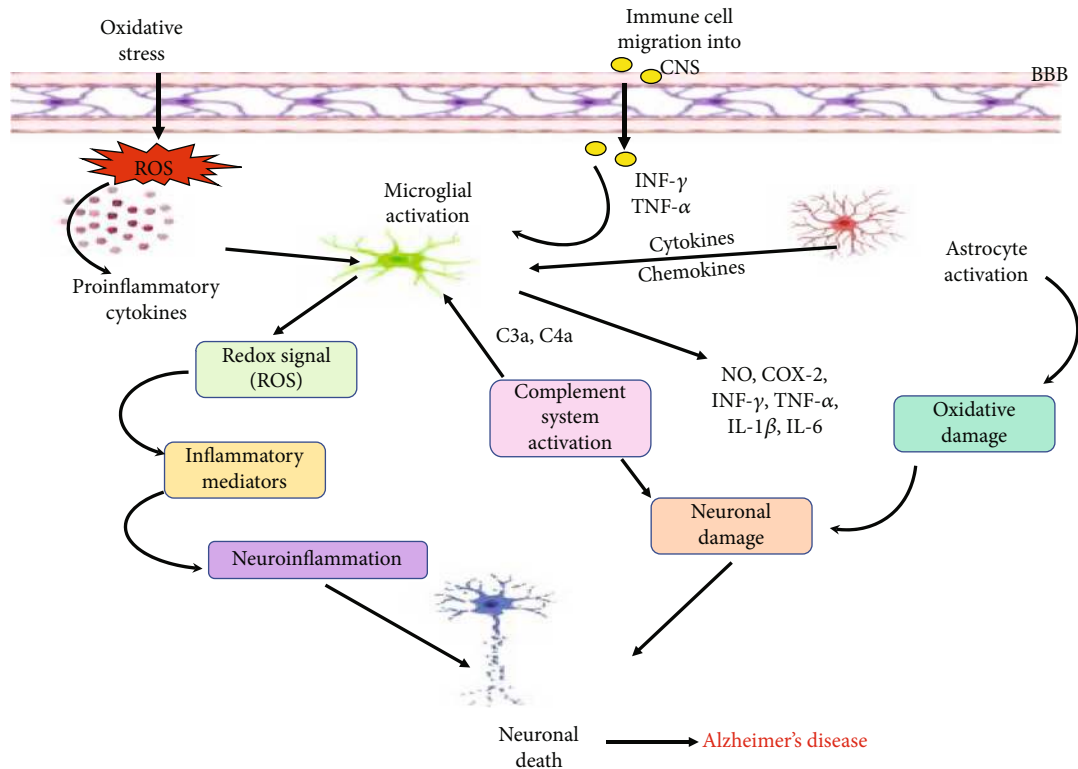 Oxidative
stress
Immune cell
migration into
CNS
BBB
ROS
INF-γ
TNF-α
Microglial
activation
Cytokines
Chemokines
Astrocyte
activation
Proinflammatory
cytokines
C3a, C4a
Redox signal
(ROS)
Complement
system
activation
NO, COX-2,
INF-γ, TNF-α,
IL-1β, IL-6
Oxidative
damage
Inflammatory
mediators
Neuronal
damage
Neuroinflammation
Neuronal
death
Alzheimer's disease